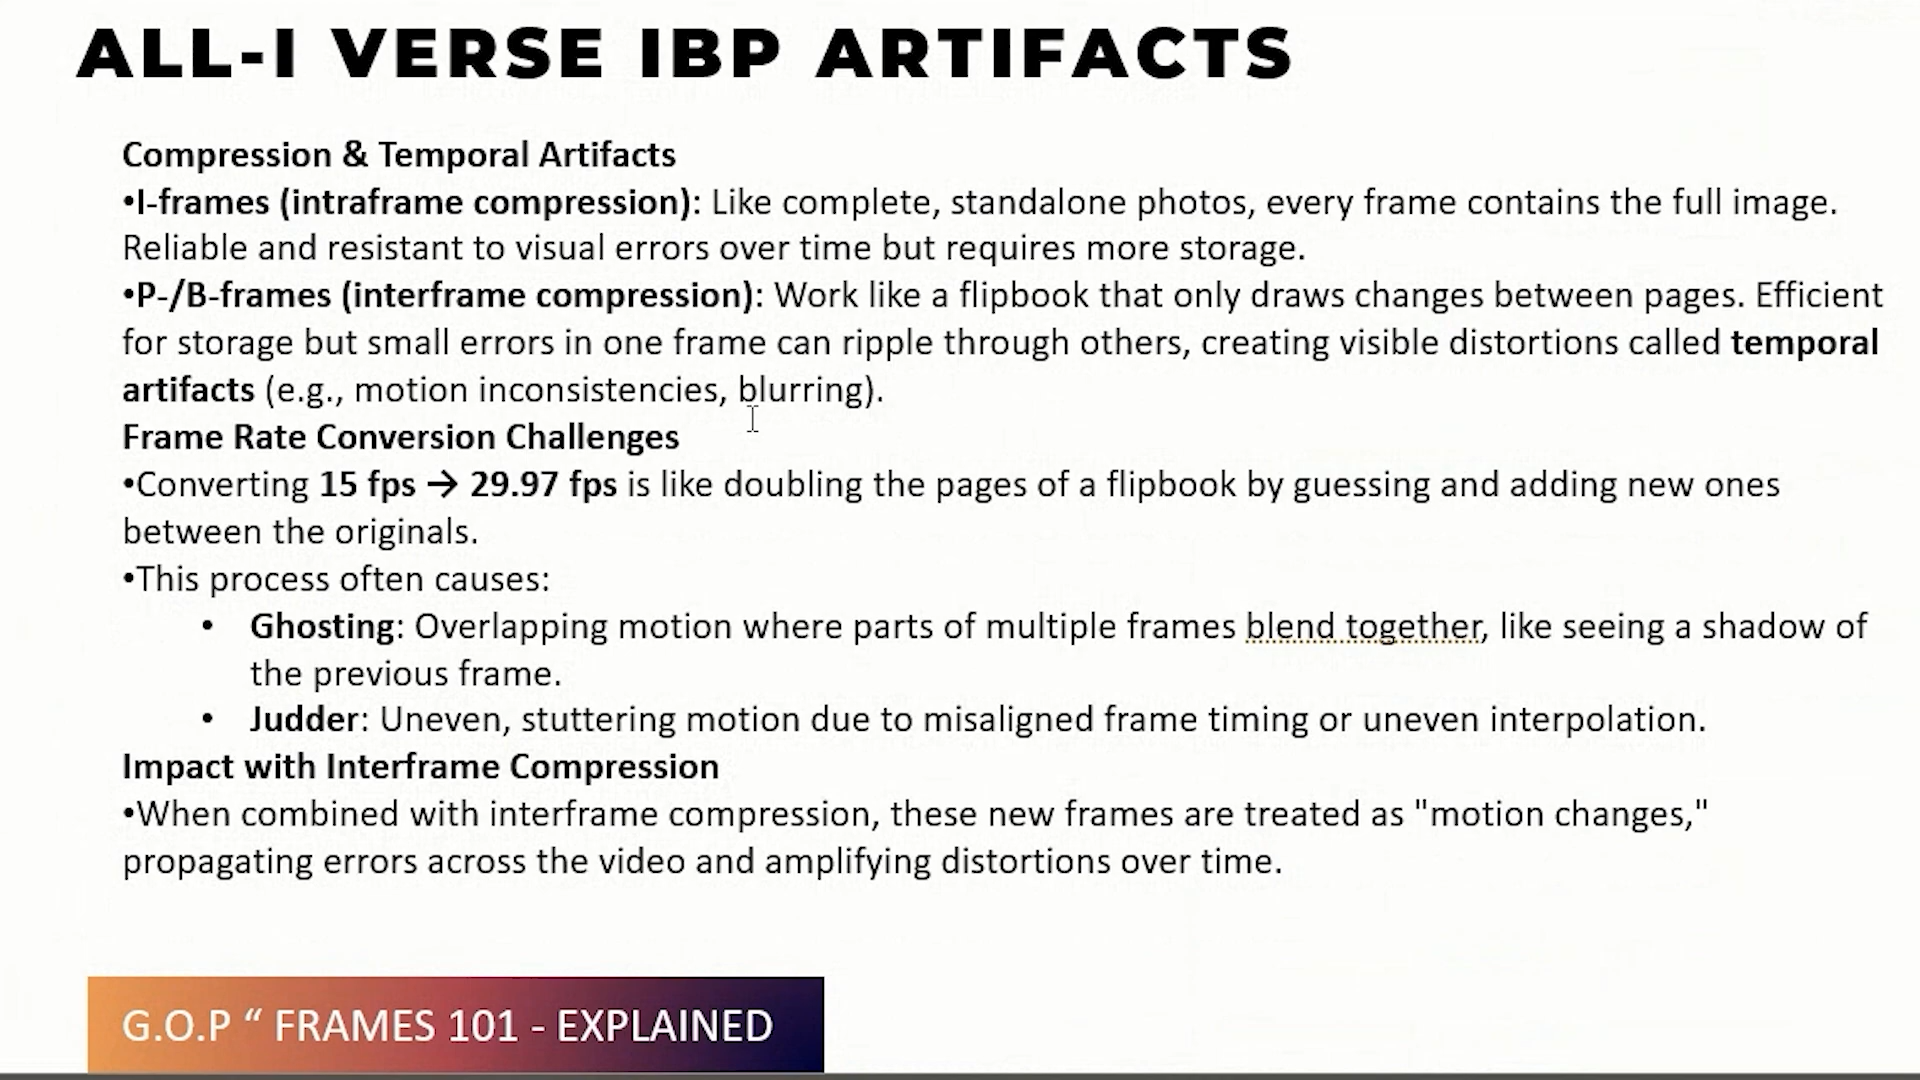 ALL-I VERSE IBP ARTIFACTS
Compression & Temporal Artifacts
•I-frames (intraframe compression): Like complete, standalone photos, every frame contains the full image.
Reliable and resistant to visual errors over time but requires more storage.
•P-/B-frames (interframe compression): Work like a flipbook that only draws changes between pages. Efficient
for storage but small errors in one frame can ripple through others, creating visible distortions called temporal
artifacts (e.g., motion inconsistencies, blurring).
Frame Rate Conversion Challenges
•Converting 15 fps → 29.97 fps is like doubling the pages of a flipbook by guessing and adding new ones
between the originals.
•This process often causes:
• Ghosting: Overlapping motion where parts of multiple frames blend together, like seeing a shadow of
the previous frame.
• Judder: Uneven, stuttering motion due to misaligned frame timing or uneven interpolation.
Impact with Interframe Compression
•When combined with interframe compression, these new frames are treated as "motion changes,"
propagating errors across the video and amplifying distortions over time.
G.O.P “ FRAMES 101 - EXPLAINED